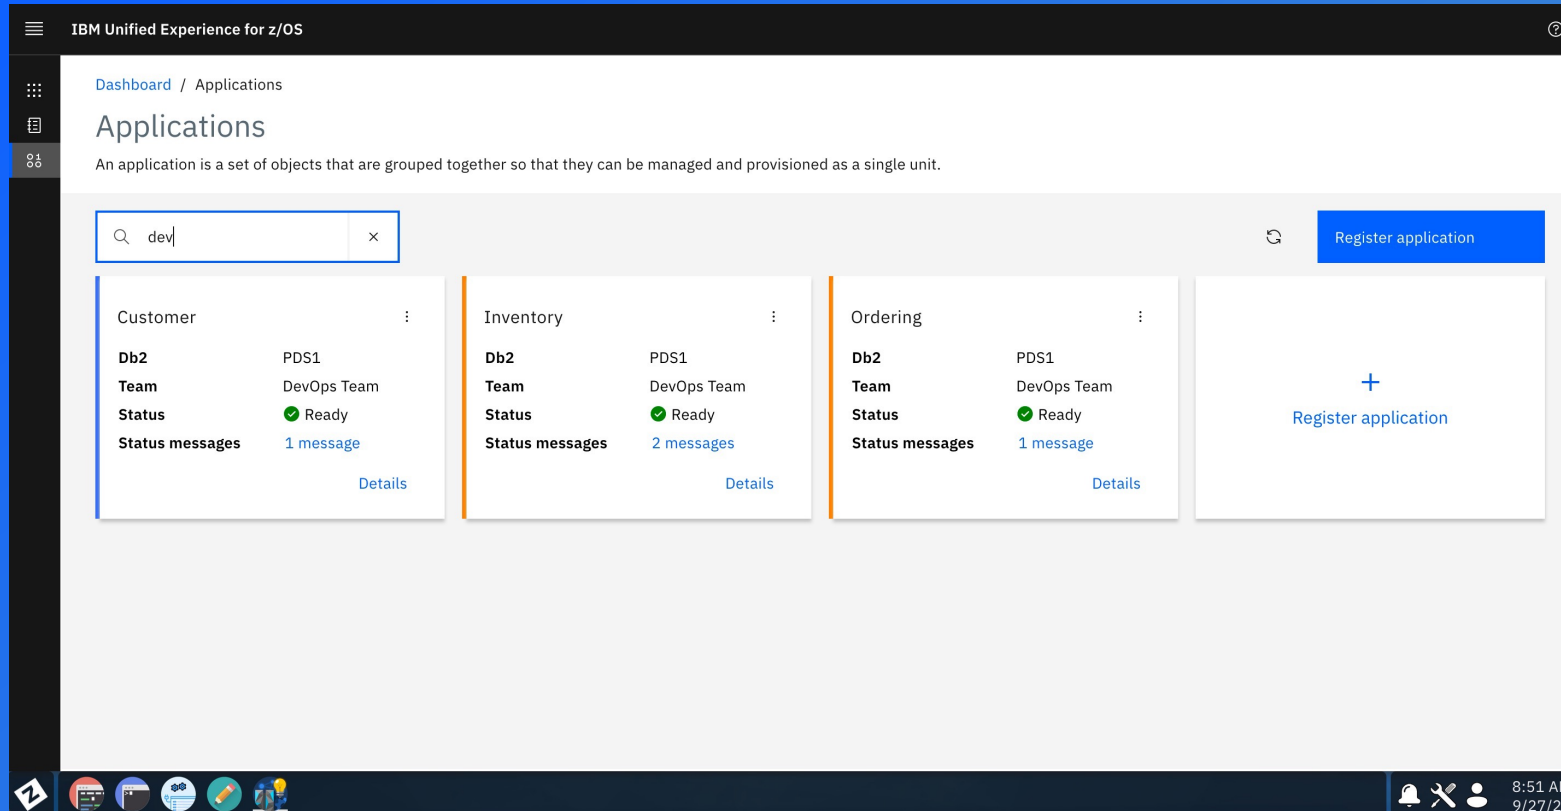 IBM Unified Experience for z/OS
Dashboard / Applications
Applications
An application is a set of objects that are grouped together so that they can be managed and provisioned as a single unit.
dev
Register application
Customer
Db2 PDS1
Team DevOps Team
Status Ready
Status messages 1 message
Details
Inventory
Db2 PDS1
Team DevOps Team
Status Ready
Status messages 2 messages
Details
Ordering
Db2 PDS1
Team DevOps Team
Status Ready
Status messages 1 message
Details
Register application
8:51